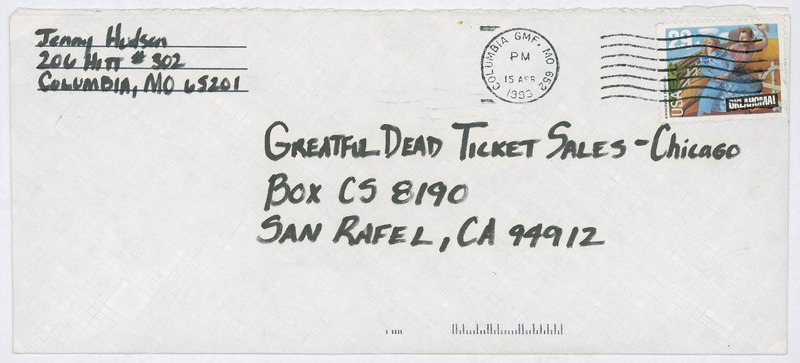 Jenny Hudson
206 Hitt # 302
Columbia, MO 65201
COLUMBIA GMF, MO 652
PM
15 APR
1993
29
USA
OKLAHOMA!
Greatful Dead Ticket Sales - Chicago
Box CS 8190
San Rafel, CA 94912